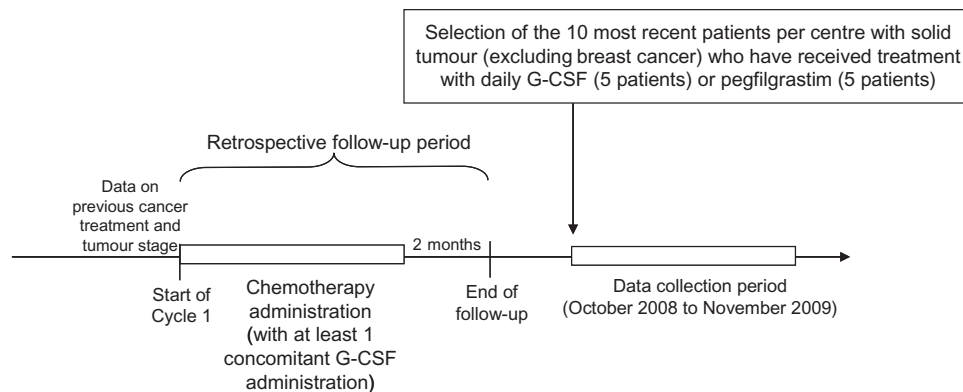 Selection of the 10 most recent patients per centre with solid
tumour (excluding breast cancer) who have received treatment
with daily G-CSF (5 patients) or pegfilgrastim (5 patients)
Retrospective follow-up period
Data on
previous cancer
treatment and
tumour stage
2 months
Start of
Cycle 1
Chemotherapy
administration
(with at least 1
concomitant G-CSF
administration)
End of
follow-up
Data collection period
(October 2008 to November 2009)